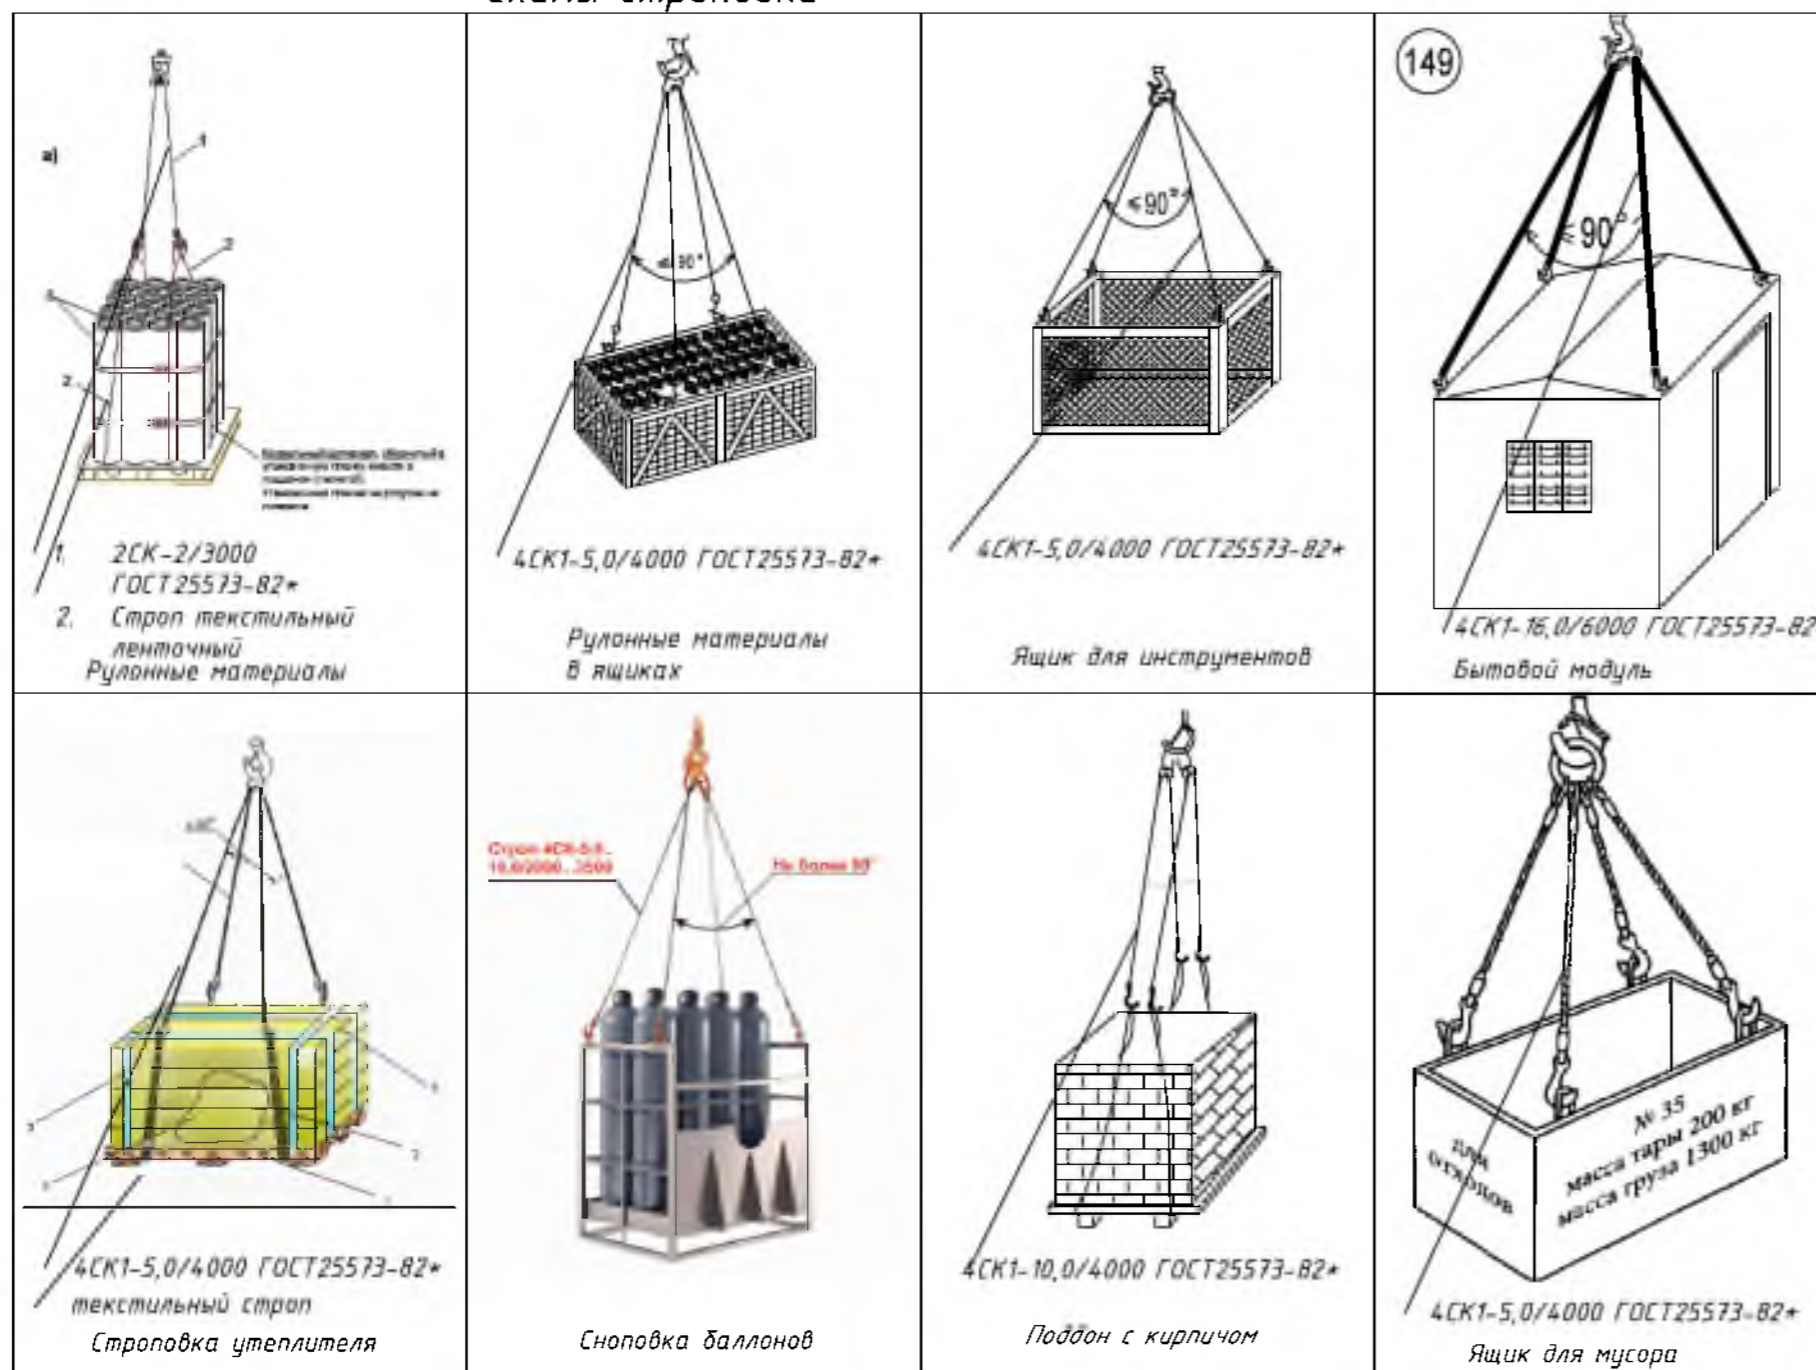 Схемы строповки
1
2
2
1. 2СК-2/3000
ГОСТ25573-82*
2. Строп текстильный
ленточный
Рулонные материалы
≤ 90°
4СК1-5,0/4000 ГОСТ25573-82*
Рулонные материалы
в ящиках
≤ 90°
4СК1-5,0/4000 ГОСТ25573-82*
Ящик для инструментов
149
≤ 90°
4СК1-16,0/6000 ГОСТ25573-82
Бытовой модуль
4СК1-5,0/4000 ГОСТ25573-82*
текстильный строп
Строповка утеплителя
Не более 90°
Сноповка баллонов
4СК1-10,0/4000 ГОСТ25573-82*
Поддон с кирпичом
для
отходов
№ 35
масса тары 200 кг
масса груза 1300 кг
4СК1-5,0/4000 ГОСТ25573-82*
Ящик для мусора